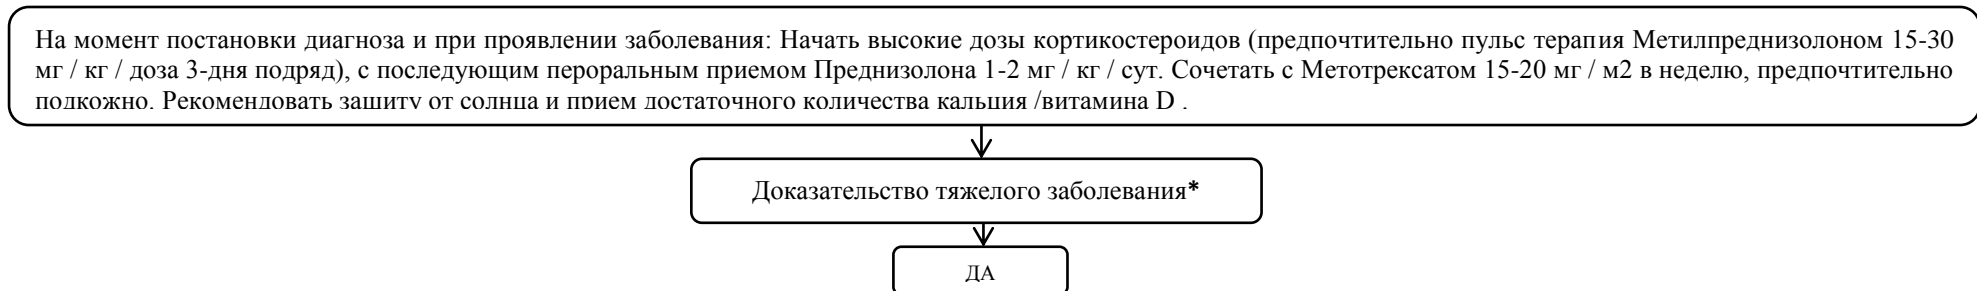 На момент постановки диагноза и при проявлении заболевания: Начать высокие дозы кортикостероидов (предпочтительно пульс терапия Метилпреднизолоном 15-30
мг / кг / доза 3-дня подряд), с последующим пероральным приемом Преднизолона 1-2 мг / кг / сут. Сочетать с Метотрексатом 15-20 мг / м2 в неделю, предпочтительно
подкожно. Рекомендовать защиту от солнца и прием достаточного количества кальция /витамина D .
Доказательство тяжелого заболевания*
ДА